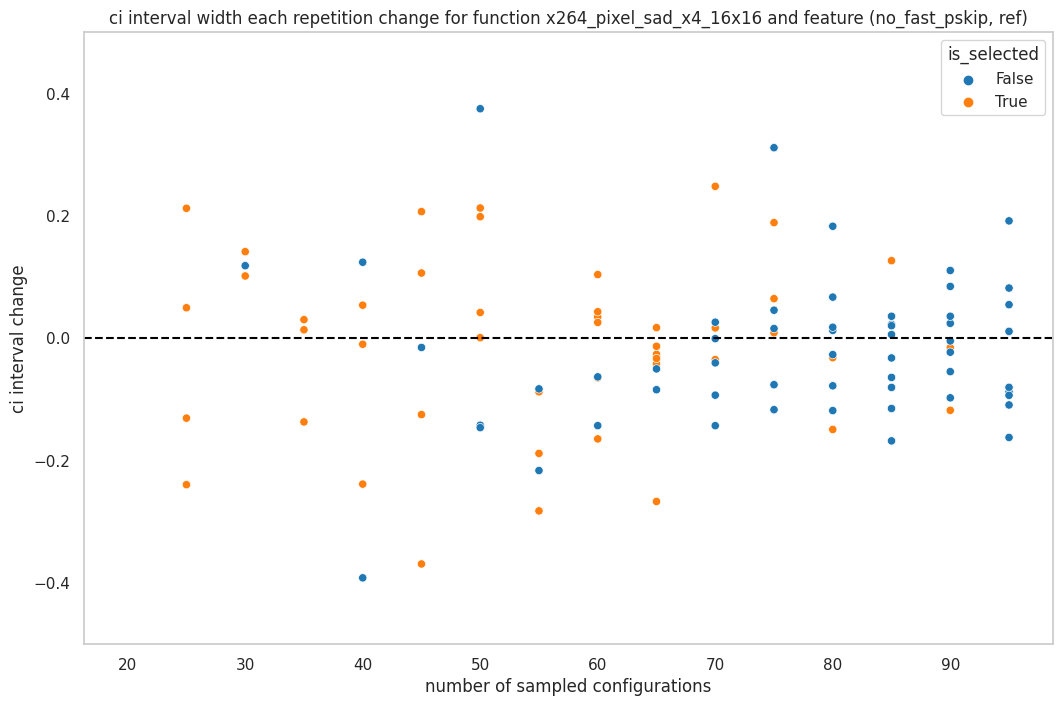 ci interval width each repetition change for function x264_pixel_sad_x4_16x16 and feature (no_fast_pskip, ref)
is_selected
False
True
ci interval change
0.4
0.2
0.0
−0.2
−0.4
20 30 40 50 60 70 80 90
number of sampled configurations